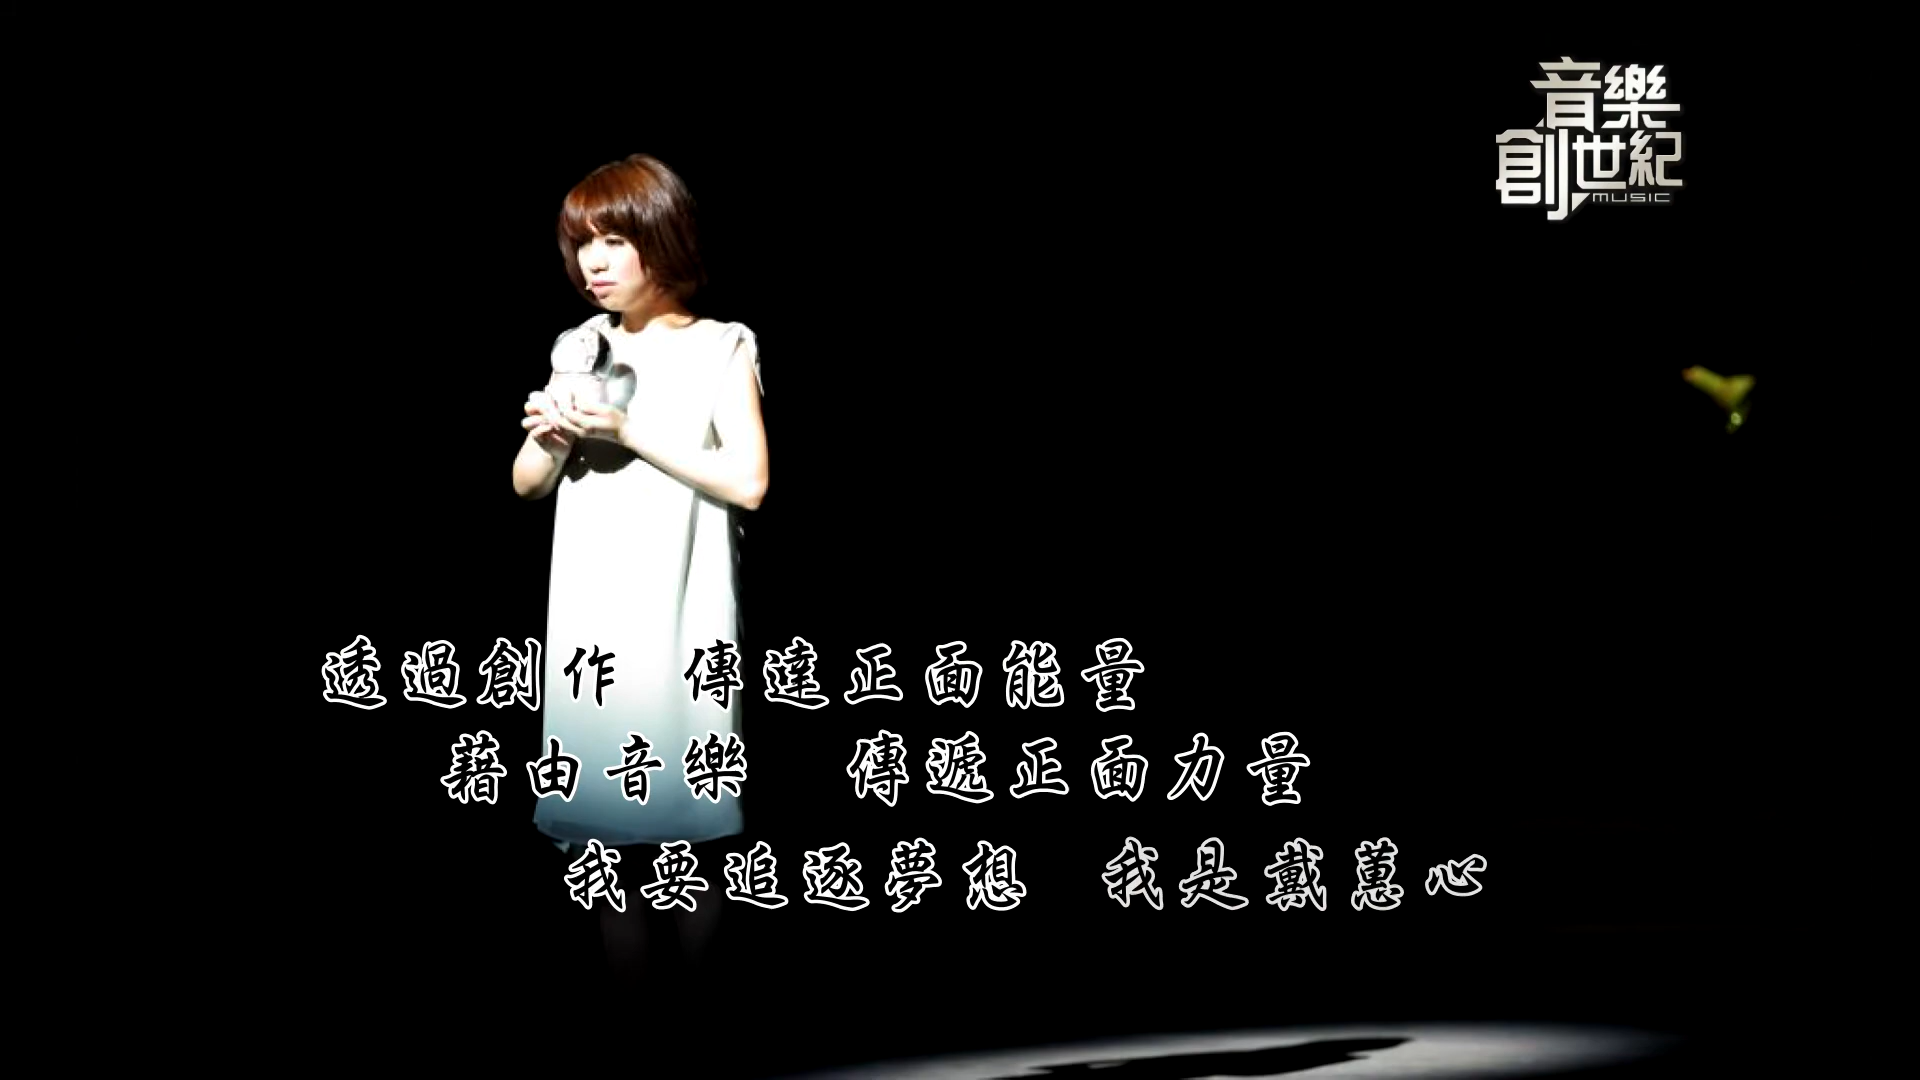 音樂
創世紀
MUSIC
透過創作 傳達正面能量
藉由音樂 傳遞正面力量
我要追逐夢想 我是戴蕙心